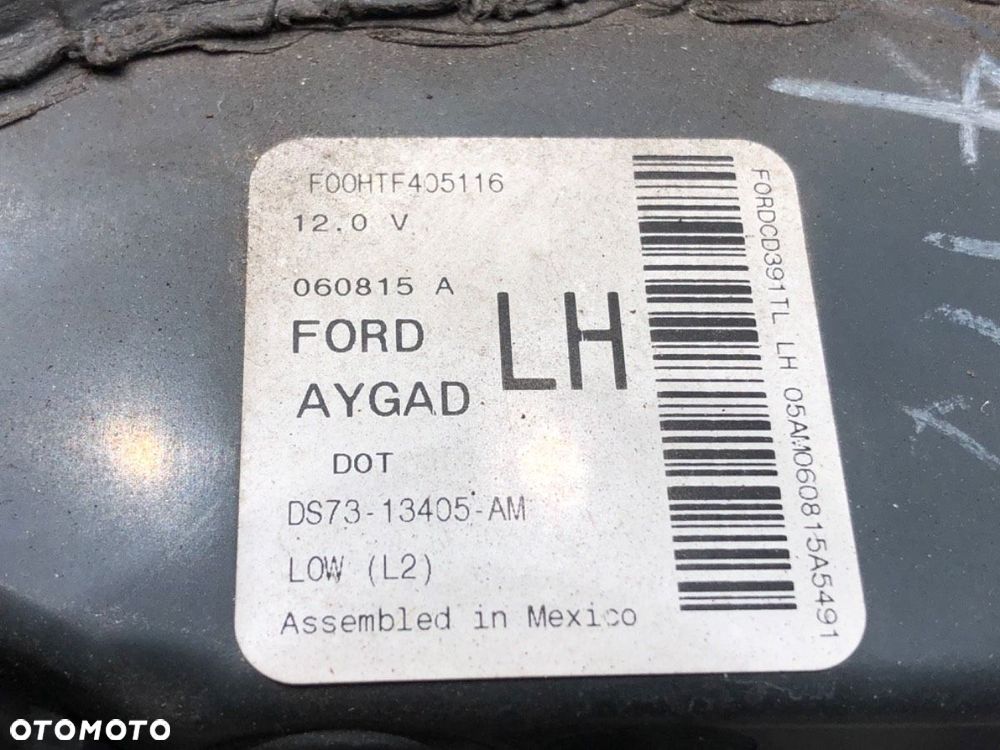 F00HTF405116
12.0 V
060815 A
FORD
LH
AYGAD
DOT
DS73-13405-AM
LOW (L2)
Assembled in Mexico
FORDCD391TL LH 05AM060815A5491
OTOMOTO